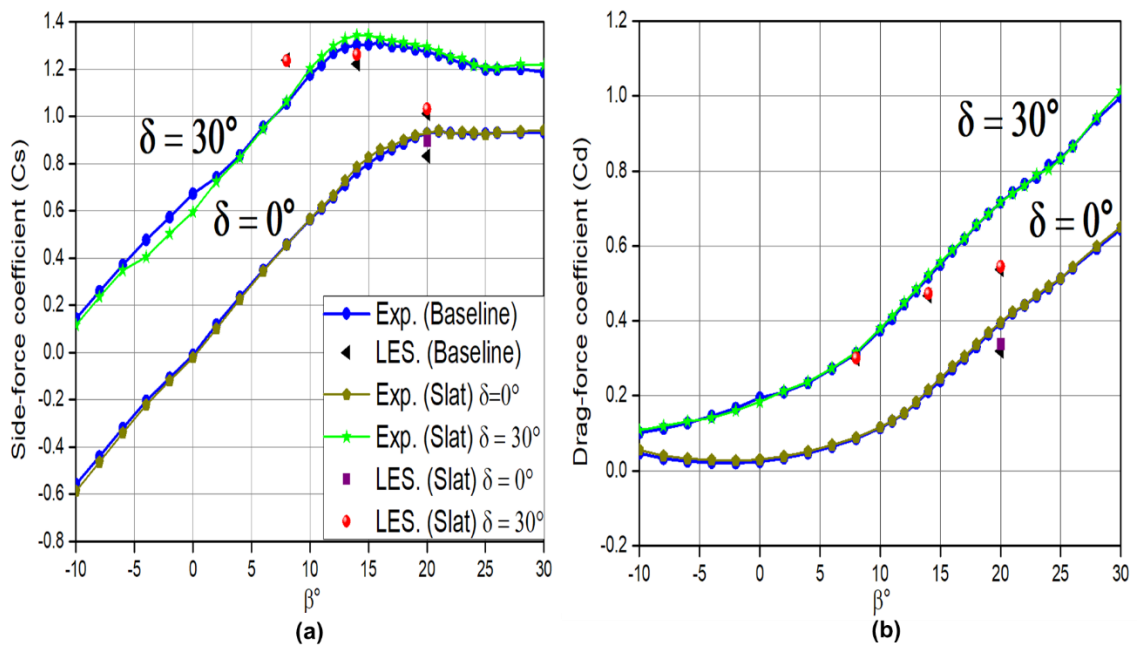 (a)
Side-force coefficient (Cs)
1.4
1.2
1.0
0.8
0.6
0.4
0.2
0.0
-0.2
-0.4
-0.6
-0.8
δ = 30°
δ = 0°
Exp. (Baseline)
LES. (Baseline)
Exp. (Slat) δ=0°
Exp. (Slat) δ = 30°
LES. (Slat) δ = 0°
LES. (Slat) δ = 30°
-10 -5 0 5 10 15 20 25 30
β°
(a)
(b)
Drag-force coefficient (Cd)
1.2
1.0
0.8
0.6
0.4
0.2
0.0
-0.2
δ = 30°
δ = 0°
-10 -5 0 5 10 15 20 25 30
β°
(b)